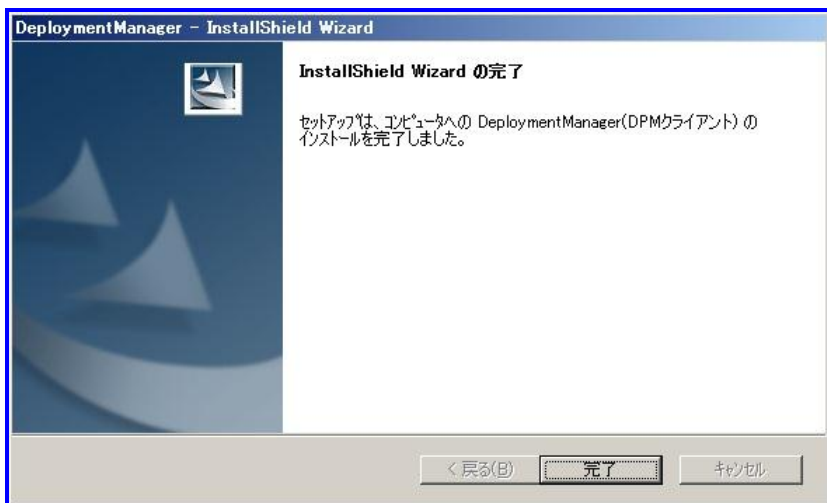 DeploymentManager - InstallShield Wizard
InstallShield Wizard の完了
セットアップは、コンピュータへの DeploymentManager(DPMクライアント) の
インストールを完了しました。
< 戻る(B)
完了
キャンセル